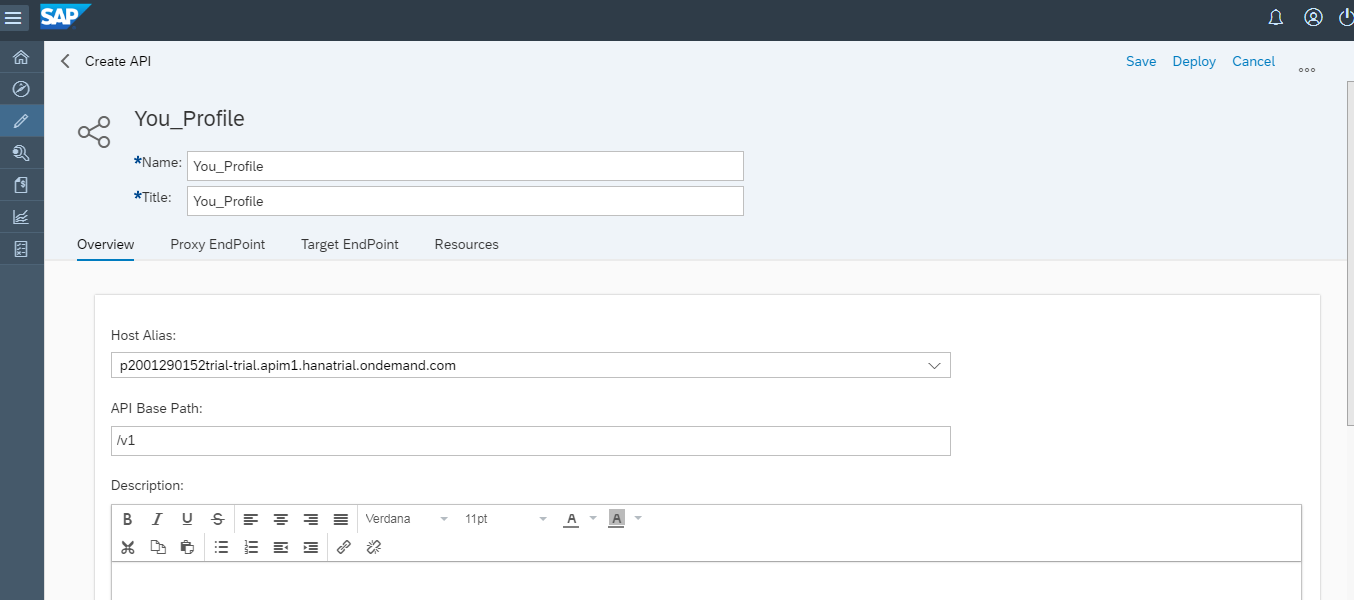 SAP
Create API
Save Deploy Cancel
You_Profile
*Name: You_Profile
*Title: You_Profile
Overview Proxy EndPoint Target EndPoint Resources
Host Alias:
p2001290152trial-trial.apim1.hanatrial.ondemand.com
API Base Path:
/v1
Description:
B I U S Verdana 11pt A A